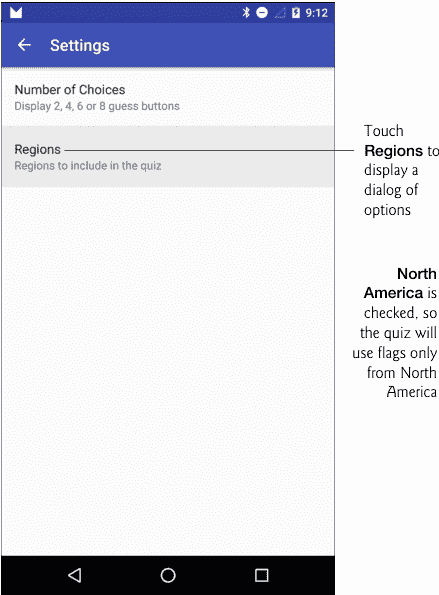 9:12
Settings
Number of Choices
Display 2, 4, 6 or 8 guess buttons
Regions
Regions to include in the quiz
Touch
Regions to
display a
dialog of
options
North
America is
checked, so
the quiz will
use flags only
from North
America